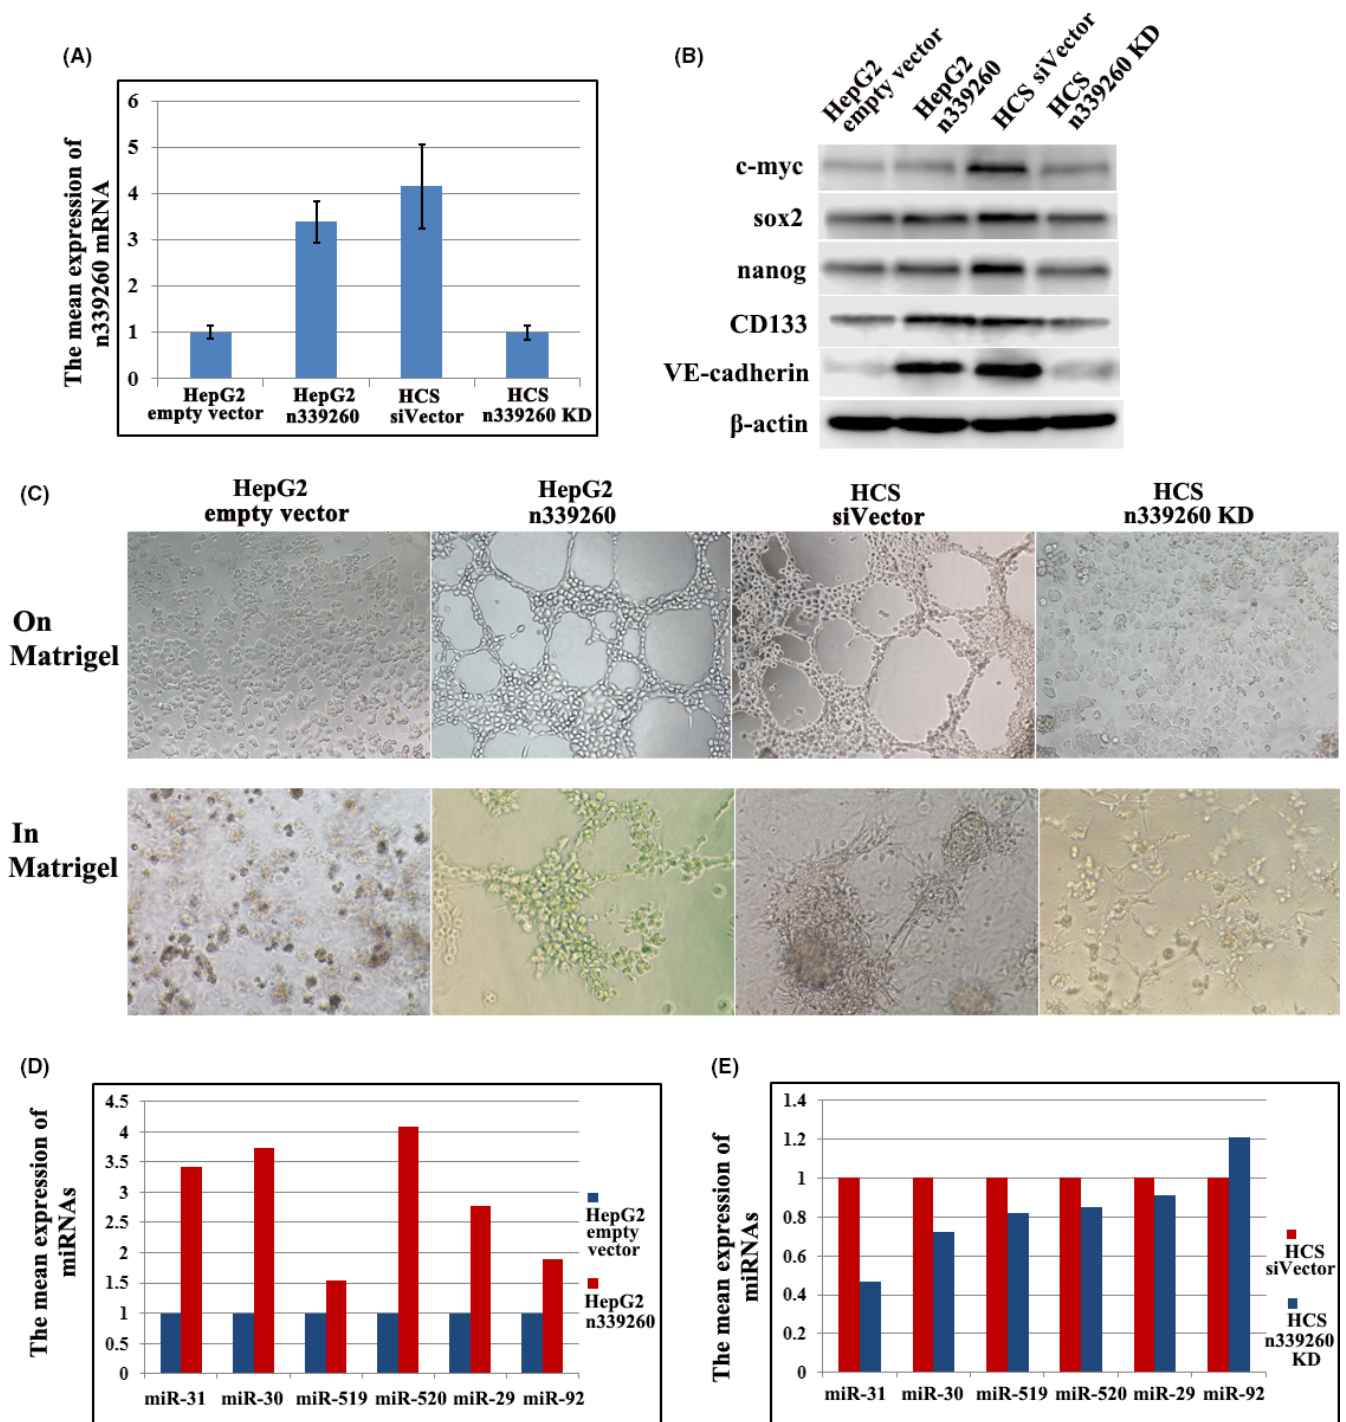 (A)
The mean expression of
n339260 mRNA
6
5
4
3
2
1
0
HepG2
empty vector
HepG2
n339260
HCS
siVector
HCS
n339260 KD
(B)
HepG2
empty vector
HepG2
n339260
HCS siVector
HCS
n339260 KD
c-myc
sox2
nanog
CD133
VE-cadherin
β-actin
(C)
HepG2
empty vector
HepG2
n339260
HCS
siVector
HCS
n339260 KD
On
Matrigel
In
Matrigel
(D)
The mean expression of
miRNAs
4.5
4
3.5
3
2.5
2
1.5
1
0.5
0
miR-31
miR-30
miR-519
miR-520
miR-29
miR-92
HepG2
empty
vector
HepG2
n339260
(E)
The mean expression of
miRNAs
1.4
1.2
1
0.8
0.6
0.4
0.2
0
miR-31
miR-30
miR-519
miR-520
miR-29
miR-92
HCS
siVector
HCS
n339260
KD